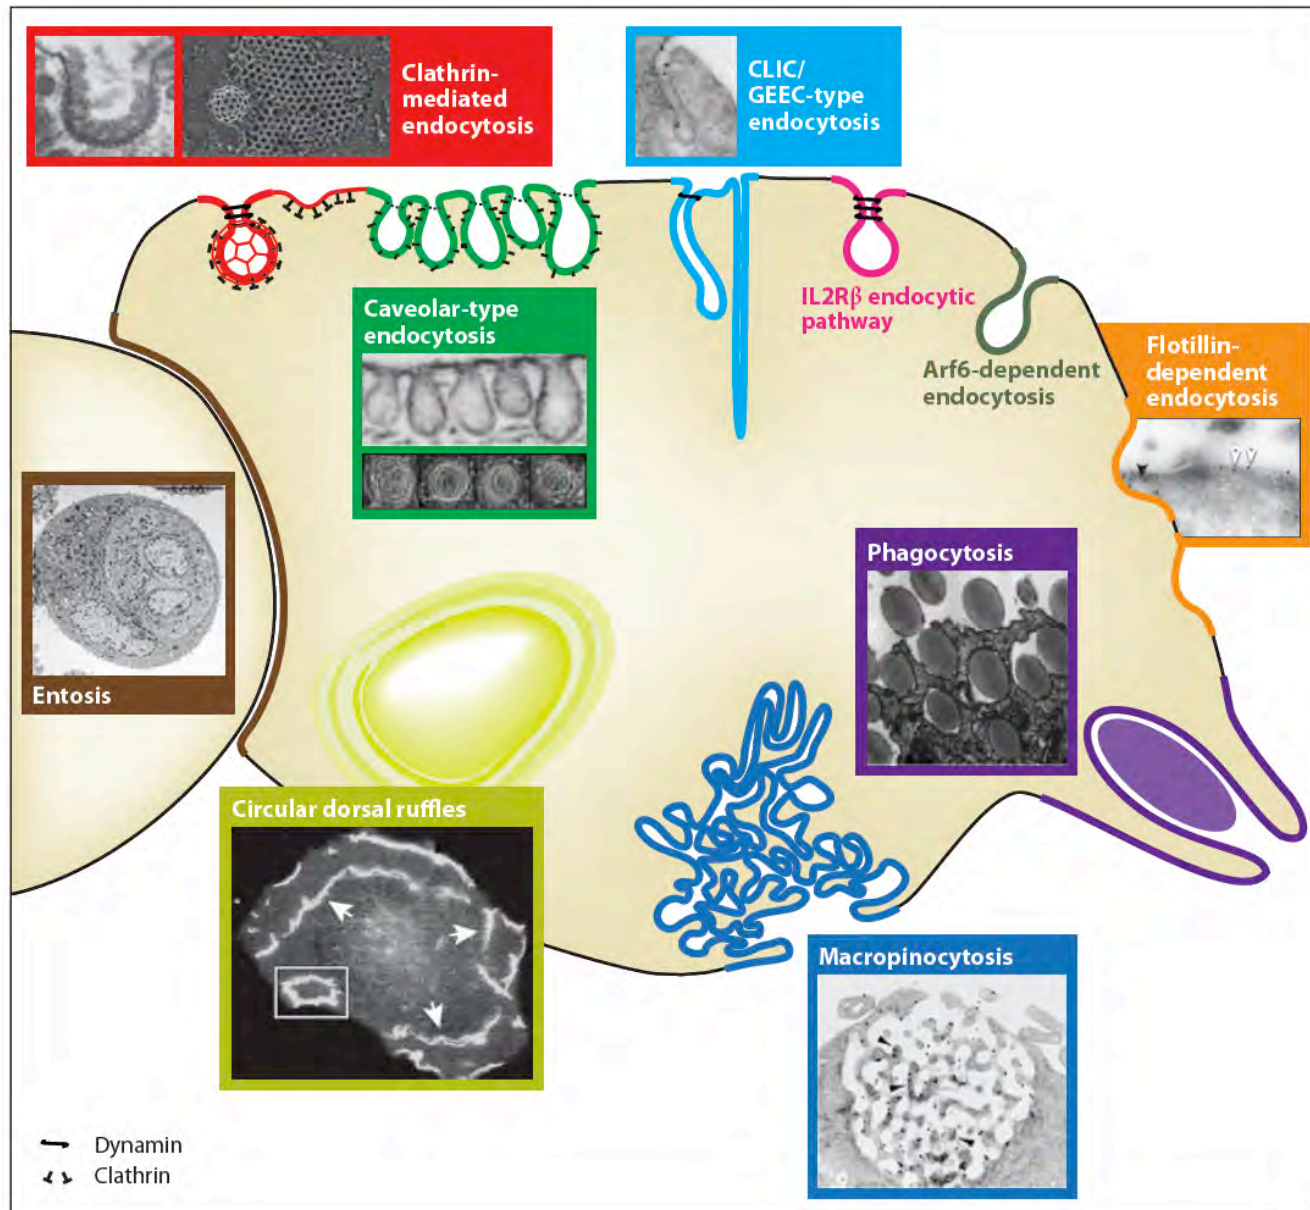 Clathrin-
mediated
endocytosis
CLIC/
GEEC-type
endocytosis
IL2Rβ endocytic
pathway
Caveolar-type
endocytosis
Arf6-dependent
endocytosis
Flotillin-
dependent
endocytosis
Phagocytosis
Entosis
Circular dorsal ruffles
Macropinocytosis
Dynamin
Clathrin